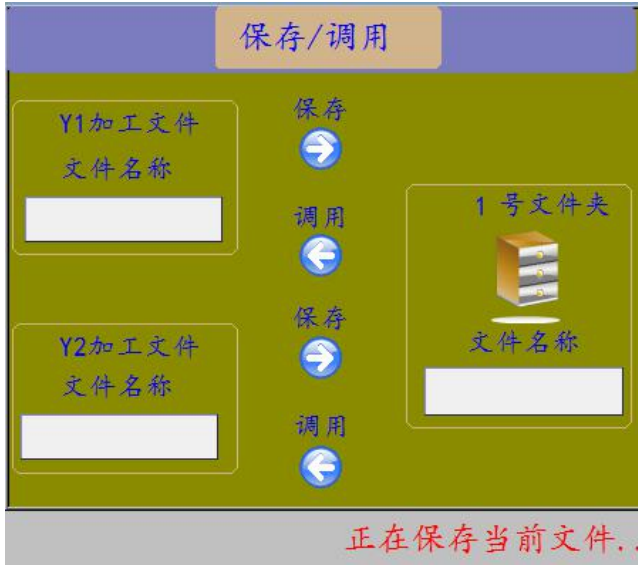 保存/调用
Y1加工文件
文件名称
保存
调用
1 号文件夹
文件名称
Y2加工文件
文件名称
保存
调用
正在保存当前文件..